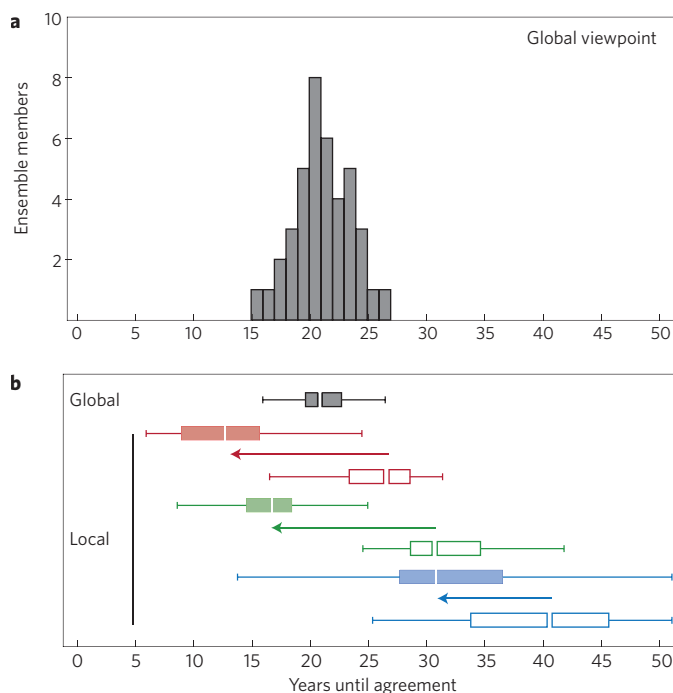 a
Global viewpoint
Ensemble members
10
8
6
4
2
0 5 10 15 20 25 30 35 40 45 50
b
Global
Local
0 5 10 15 20 25 30 35 40 45 50
Years until agreement